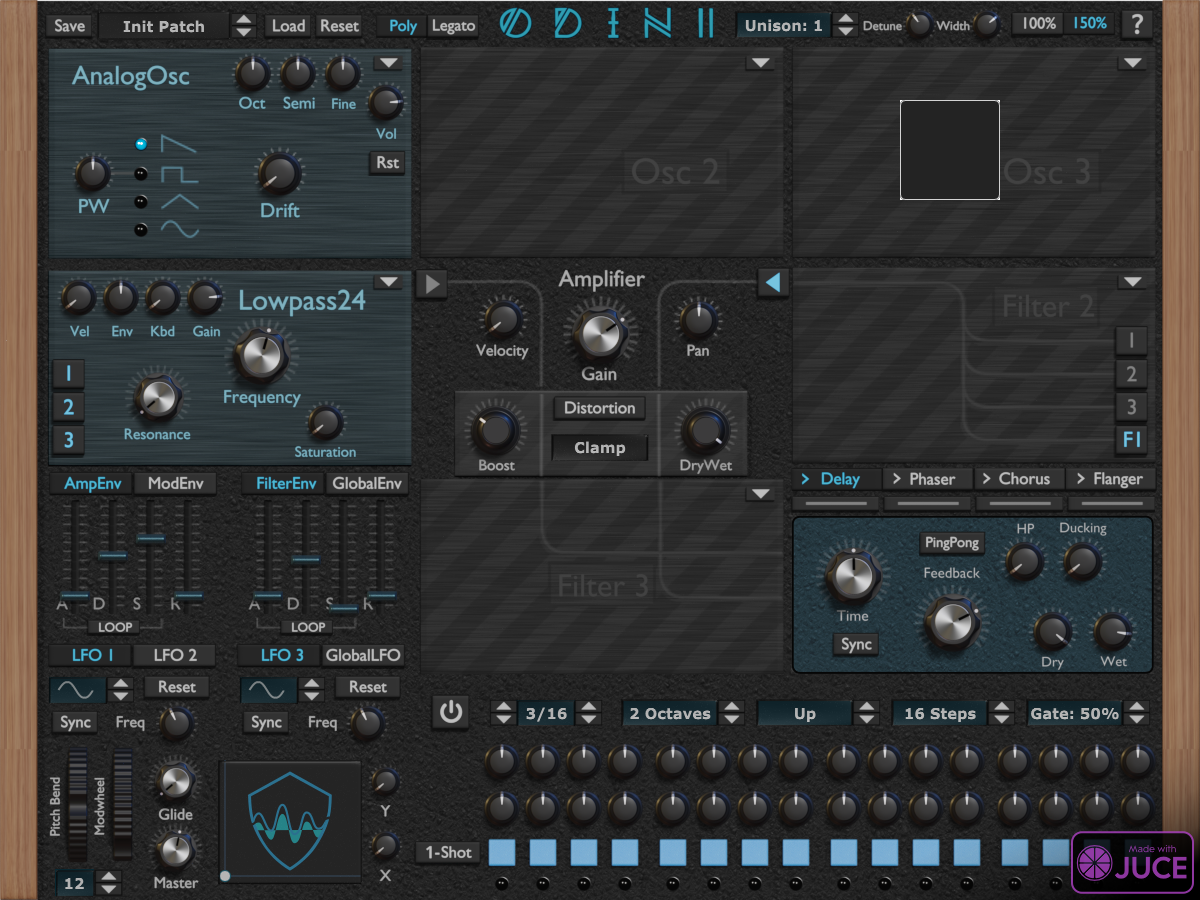 Save
Init Patch
Load
Reset
Poly
Legato
ODIN II
Unison: 1
Detune
Width
100%
150%
?
AnalogOsc
Oct
Semi
Fine
Vol
Rst
PW
Drift
Osc 2
Osc 3
Vel
Env
Kbd
Gain
Lowpass24
1
2
3
Frequency
Resonance
Saturation
Amplifier
Velocity
Gain
Pan
Distortion
Clamp
Boost
DryWet
Filter 2
1
2
3
F1
Filter 3
AmpEnv
ModEnv
FilterEnv
GlobalEnv
A D S R
LOOP
A D S R
LOOP
Delay
Phaser
Chorus
Flanger
PingPong
HP
Ducking
Feedback
Time
Sync
Dry
Wet
LFO 1
LFO 2
LFO 3
GlobalLFO
Reset
Sync
Freq
Reset
Sync
Freq
3/16
2 Octaves
Up
16 Steps
Gate: 50%
Pitch Bend
Modwheel
Glide
Master
12
Y
X
1-Shot
Made with
JUCE